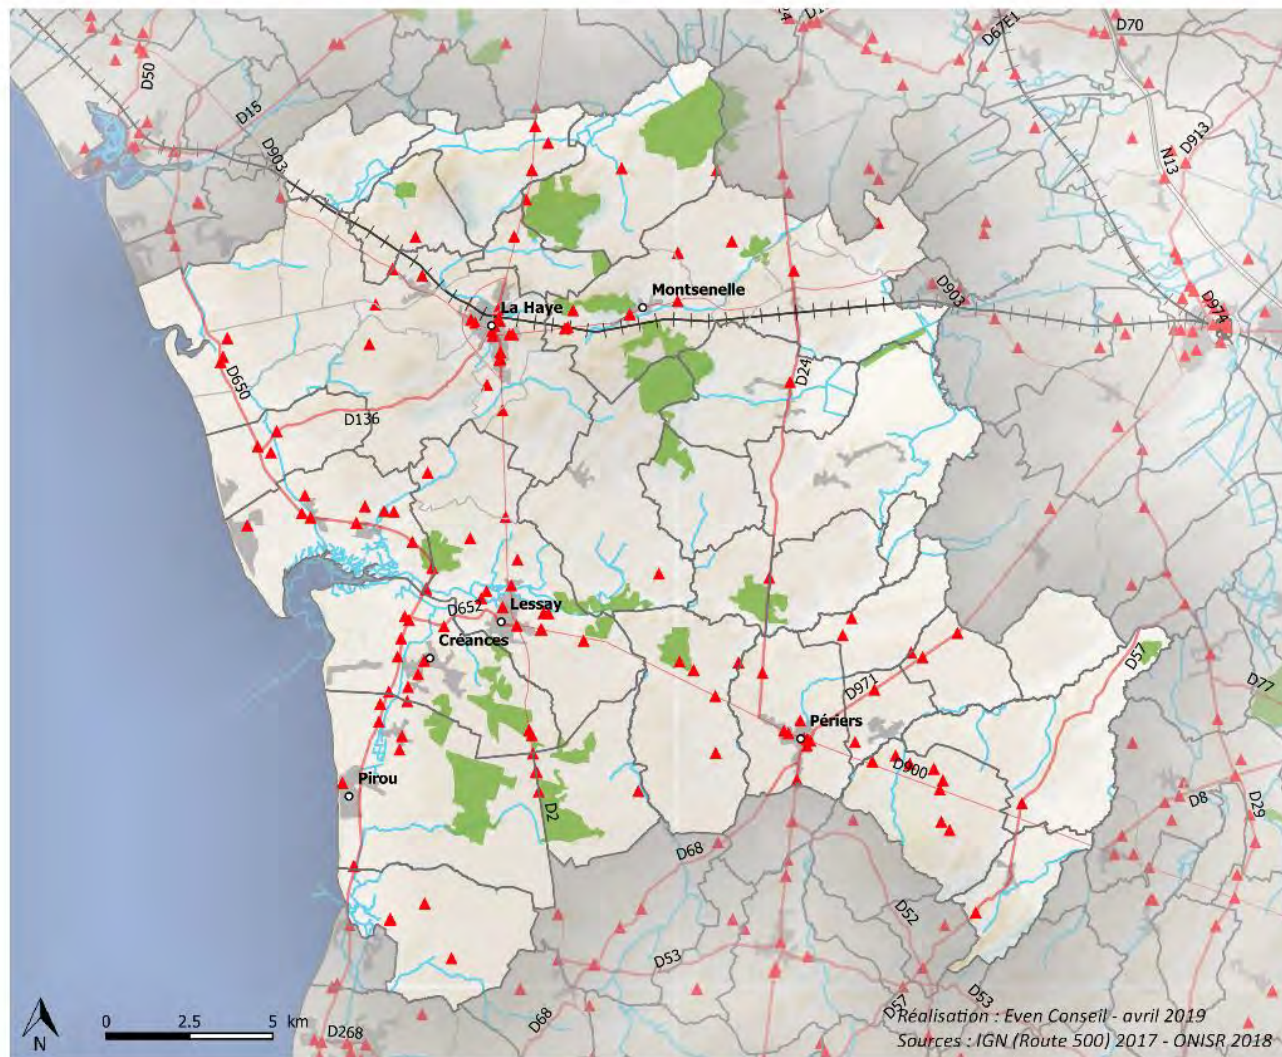 D70
D67E1
D50
D15
D903
N13
D913
La Haye
Montsenelle
D903
D974
D650
D24
D136
D652
Lessay
Créances
D57
D77
D971
Périers
D900
Pirou
D2
D8
D29
D68
D52
D53
D57
D53
D68
D268
N
0 2.5 5 km
Réalisation : Even Conseil - avril 2019
Sources : IGN (Route 500) 2017 - ONISR 2018